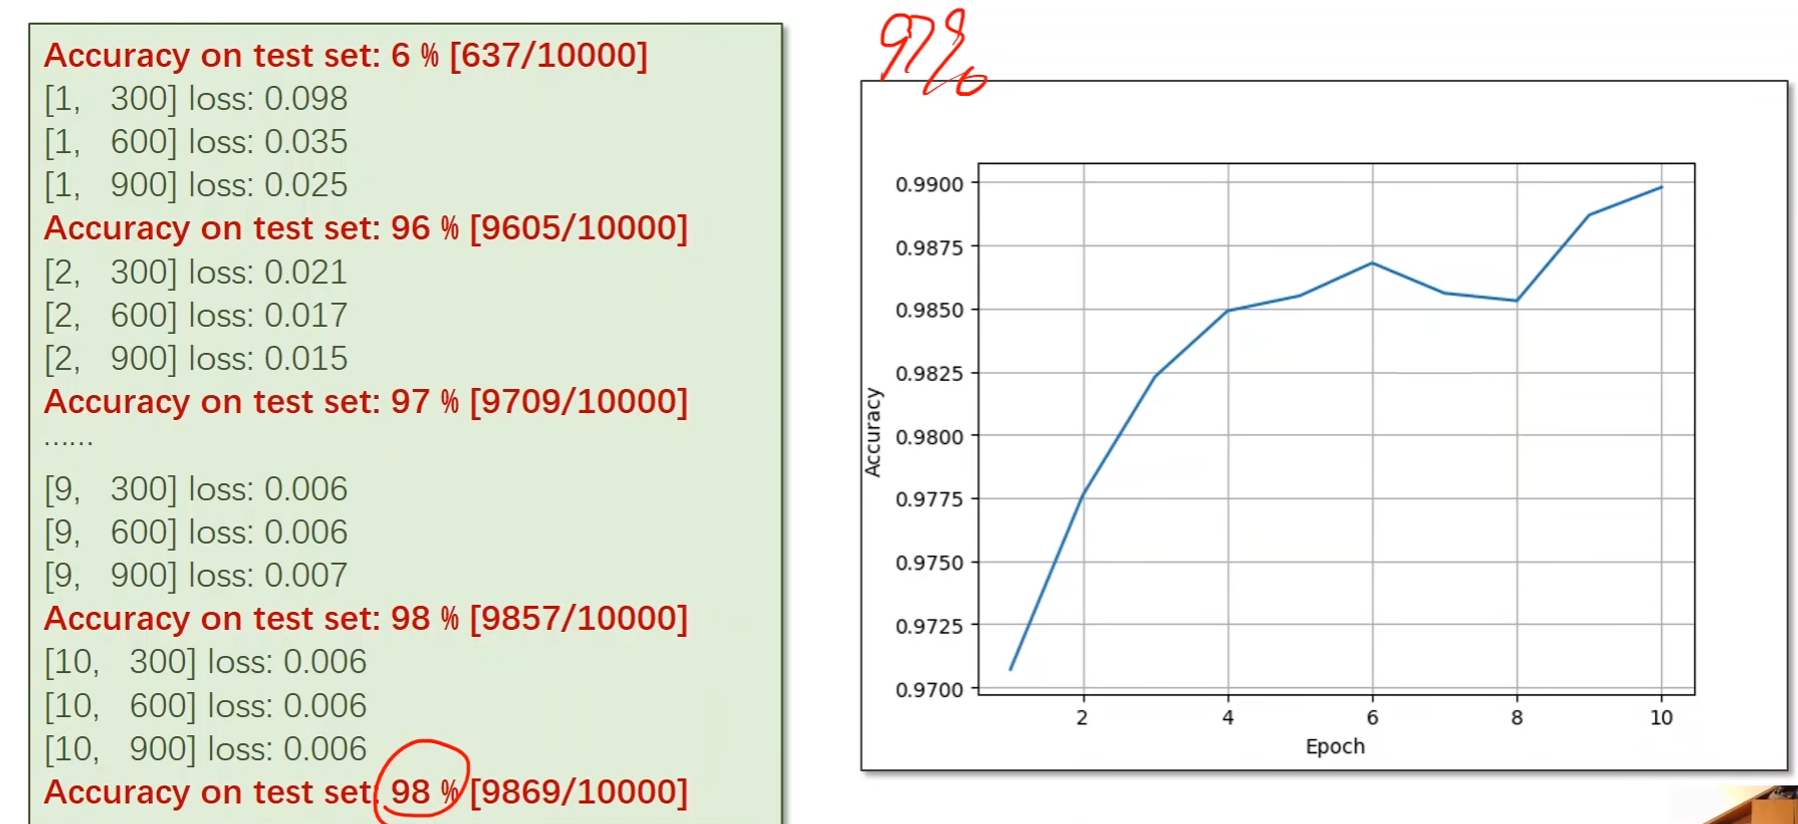 Accuracy on test set: 6 % [637/10000]
[1,   300] loss: 0.098
[1,   600] loss: 0.035
[1,   900] loss: 0.025
Accuracy on test set: 96 % [9605/10000]
[2,   300] loss: 0.021
[2,   600] loss: 0.017
[2,   900] loss: 0.015
Accuracy on test set: 97 % [9709/10000]
......
[9,   300] loss: 0.006
[9,   600] loss: 0.006
[9,   900] loss: 0.007
Accuracy on test set: 98 % [9857/10000]
[10,   300] loss: 0.006
[10,   600] loss: 0.006
[10,   900] loss: 0.006
Accuracy on test set: 98 % [9869/10000]
97%
0.9900
0.9875
0.9850
0.9825
0.9800
0.9775
0.9750
0.9725
0.9700
Accuracy
2 4 6 8 10
Epoch